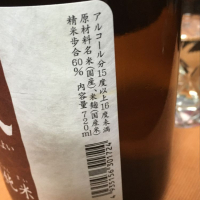 アルコール分15度以上16度未満
原材料名 米(国産)、米麹(国産米)
精米歩合60% 内容量720ml
米